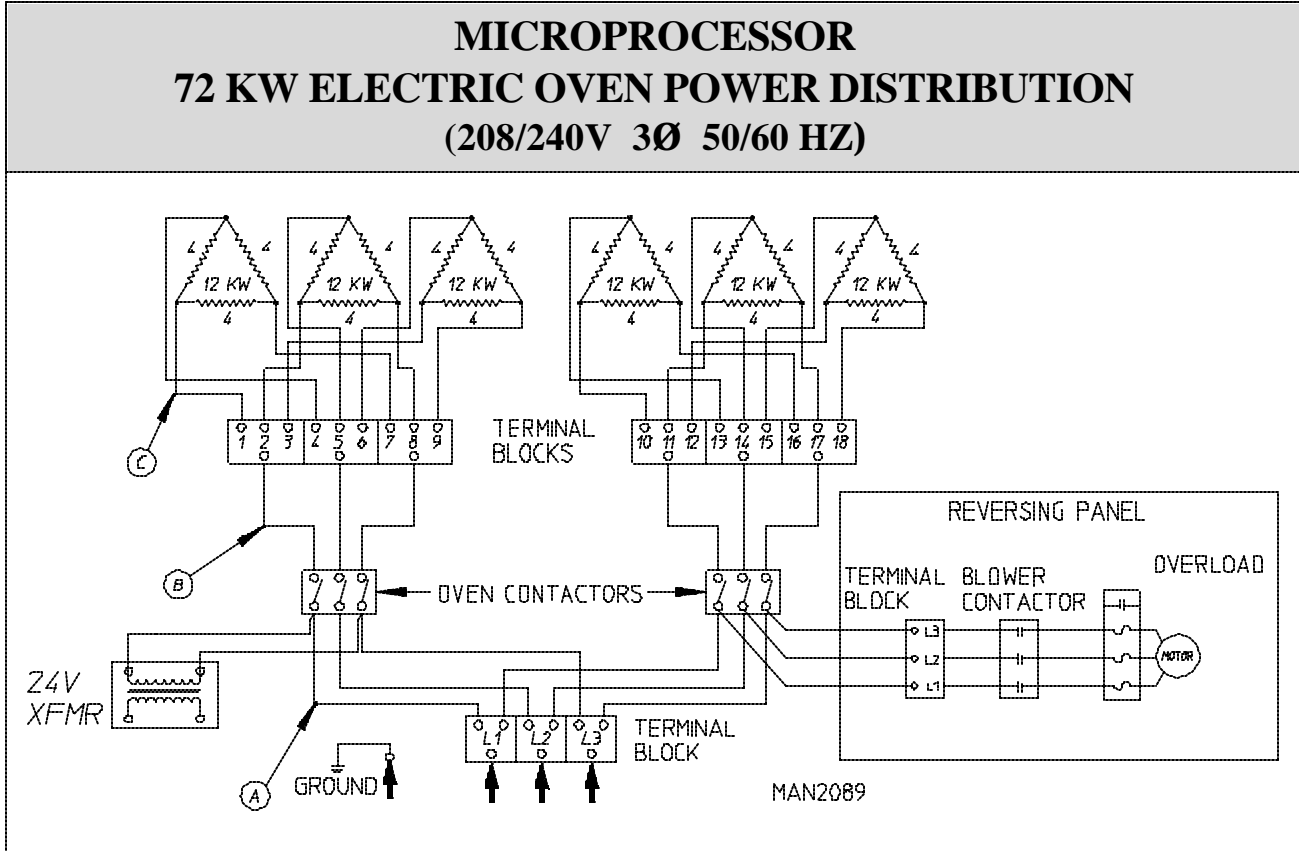 MICROPROCESSOR
72 KW ELECTRIC OVEN POWER DISTRIBUTION
(208/240V 3Ø 50/60 HZ)
4 4 4 4 4 4 4 4 4 4 4 4
12 KW 12 KW 12 KW 12 KW 12 KW 12 KW
4 4 4 4 4 4
1 2 3 4 5 6 7 8 9
TERMINAL
BLOCKS
10 11 12 13 14 15 16 17 18
C
B
OVEN CONTACTORS
REVERSING PANEL
OVERLOAD
TERMINAL
BLOCK
BLOWER
CONTACTOR
L3
L2
L1
MOTOR
24V
XFMR
L1 L2 L3
TERMINAL
BLOCK
GROUND
A
MAN2089